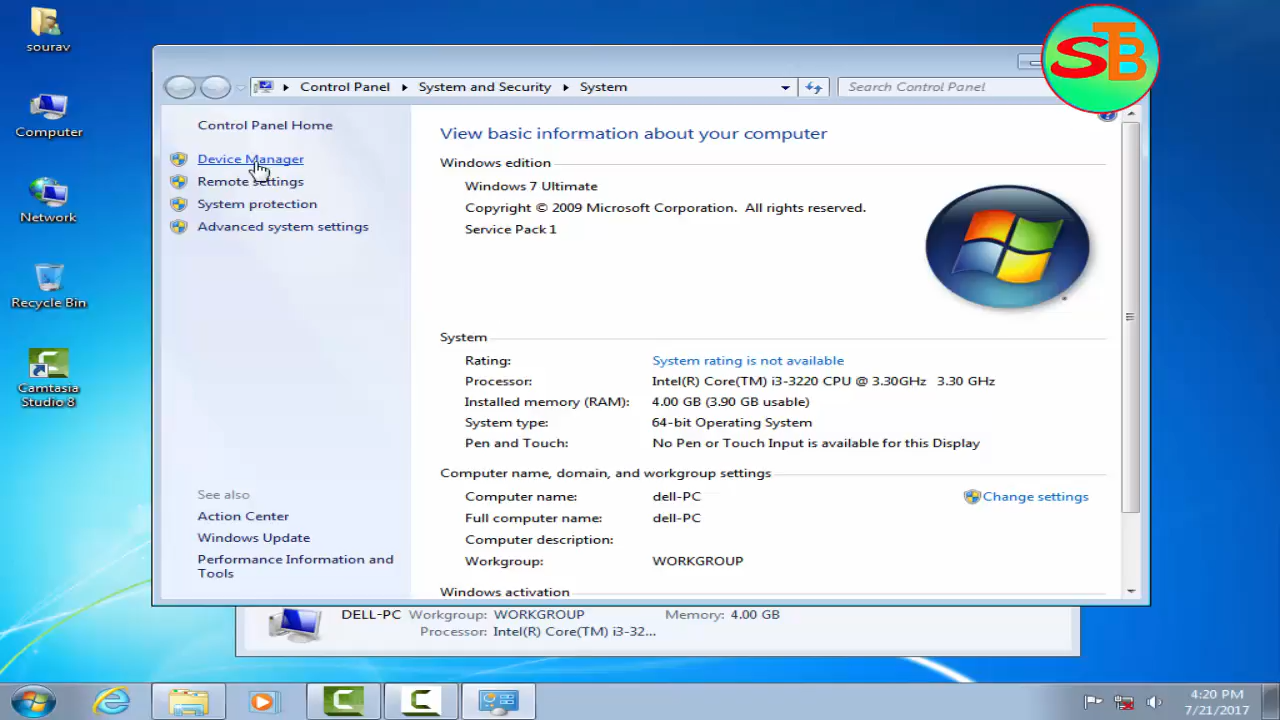 sourav
Computer
Network
Recycle Bin
Camtasia
Studio 8
STB
Control Panel System and Security System
Search Control Panel
Control Panel Home
Device Manager
Remote settings
System protection
Advanced system settings
See also
Action Center
Windows Update
Performance Information and
Tools
View basic information about your computer
Windows edition
Windows 7 Ultimate
Copyright © 2009 Microsoft Corporation. All rights reserved.
Service Pack 1
System
Rating: System rating is not available
Processor: Intel(R) Core(TM) i3-3220 CPU @ 3.30GHz 3.30 GHz
Installed memory (RAM): 4.00 GB (3.90 GB usable)
System type: 64-bit Operating System
Pen and Touch: No Pen or Touch Input is available for this Display
Computer name, domain, and workgroup settings
Computer name: dell-PC Change settings
Full computer name: dell-PC
Computer description:
Workgroup: WORKGROUP
Windows activation
DELL-PC Workgroup: WORKGROUP Memory: 4.00 GB
Processor: Intel(R) Core(TM) i3-32...
4:20 PM
7/21/2017